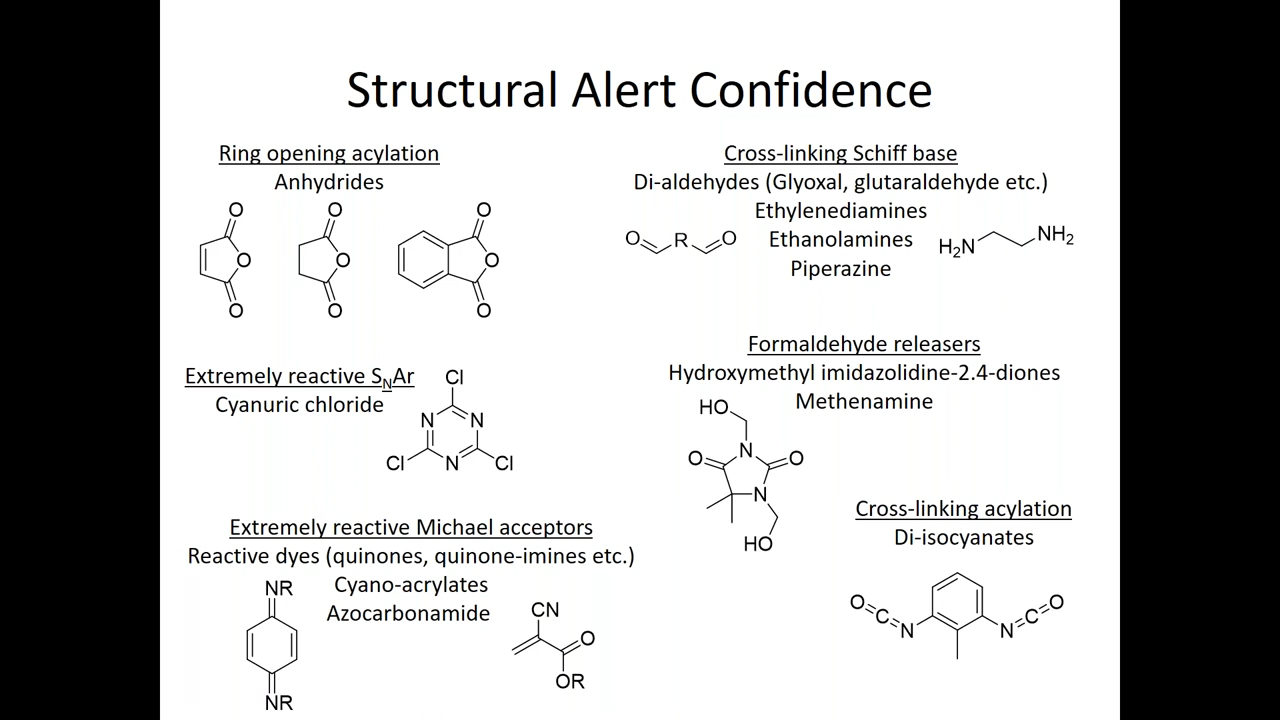 Structural Alert Confidence
Ring opening acylation
Anhydrides
O O O
O O O
O O O
Cross-linking Schiff base
Di-aldehydes (Glyoxal, glutaraldehyde etc.)
Ethylenediamines
Ethanolamines
Piperazine
O R O
H2N NH2
Extremely reactive SNAr
Cyanuric chloride
Cl
N N
Cl N Cl
Formaldehyde releasers
Hydroxymethyl imidazolidine-2.4-diones
Methenamine
HO
N
O O
N
HO
Extremely reactive Michael acceptors
Reactive dyes (quinones, quinone-imines etc.)
Cyano-acrylates
Azocarbonamide
NR
NR
CN
O
OR
Cross-linking acylation
Di-isocyanates
O C N N C O